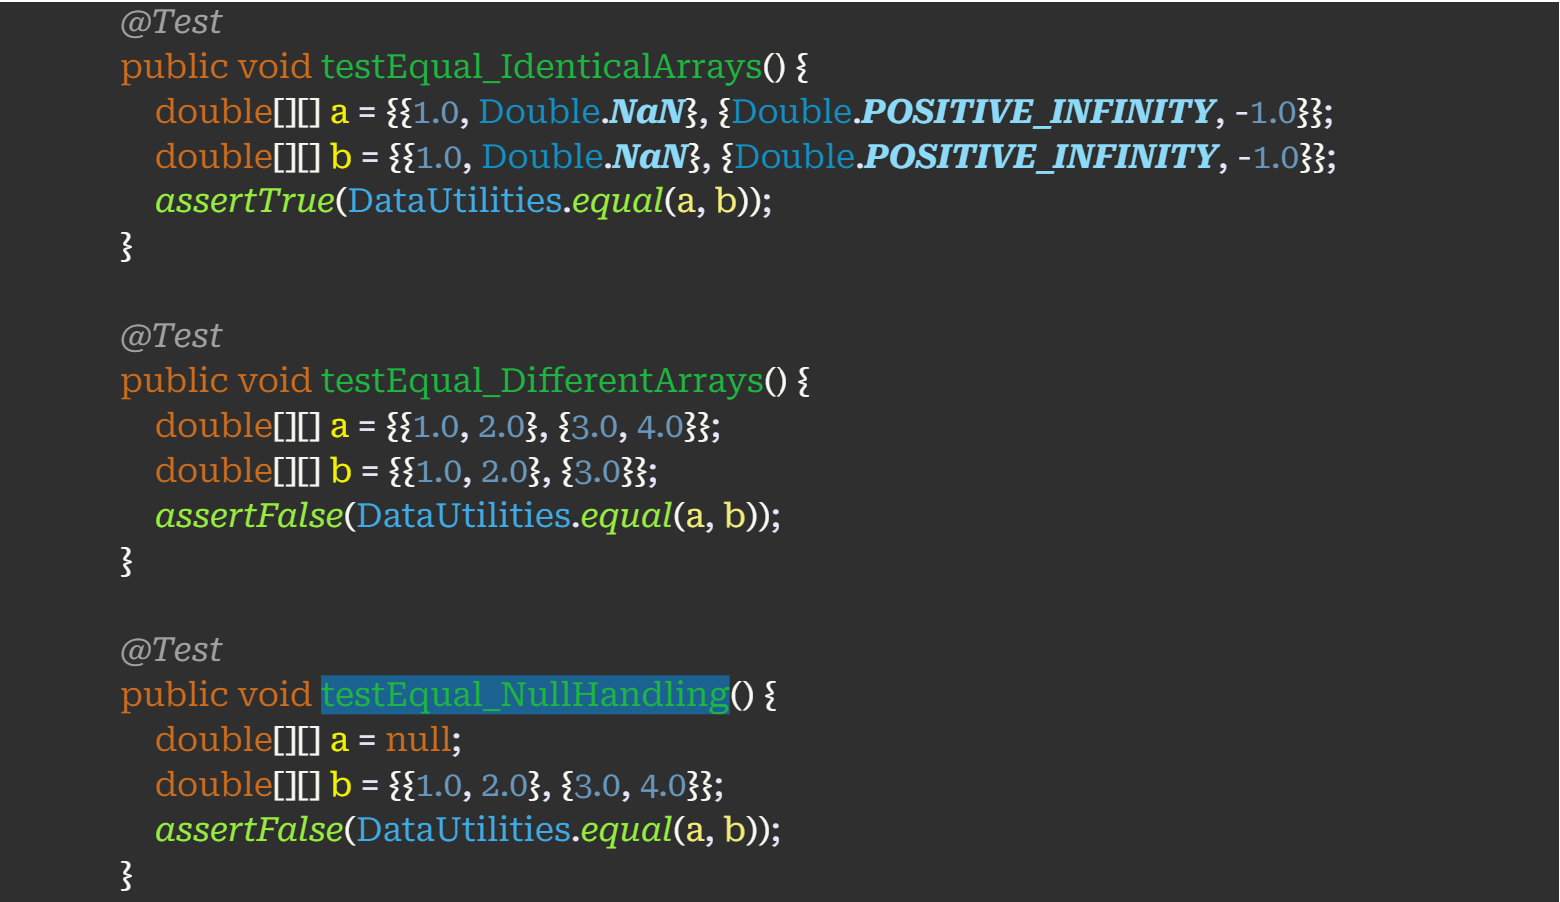 @Test
public void testEqual_IdenticalArrays() {
double[][] a = {{1.0, Double.NaN}, {Double.POSITIVE_INFINITY, -1.0}};
double[][] b = {{1.0, Double.NaN}, {Double.POSITIVE_INFINITY, -1.0}};
assertTrue(DataUtilities.equal(a, b));
}
@Test
public void testEqual_DifferentArrays() {
double[][] a = {{1.0, 2.0}, {3.0, 4.0}};
double[][] b = {{1.0, 2.0}, {3.0}};
assertFalse(DataUtilities.equal(a, b));
}
@Test
public void testEqual_NullHandling() {
double[][] a = null;
double[][] b = {{1.0, 2.0}, {3.0, 4.0}};
assertFalse(DataUtilities.equal(a, b));
}